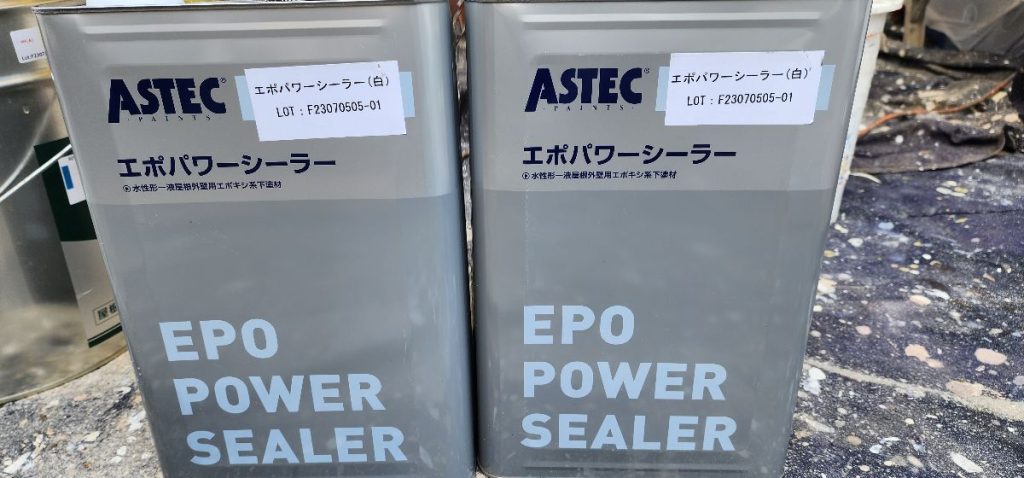 ASTEC®
PAINTS
エポパワーシーラー(白)
LOT：F23070505-01
エポパワーシーラー
水性形一液屋根外壁用エポキシ系下塗材
EPO
POWER
SEALER
ASTEC®
PAINTS
エポパワーシーラー(白)
LOT：F23070505-01
エポパワーシーラー
水性形一液屋根外壁用エポキシ系下塗材
EPO
POWER
SEALER
屋根